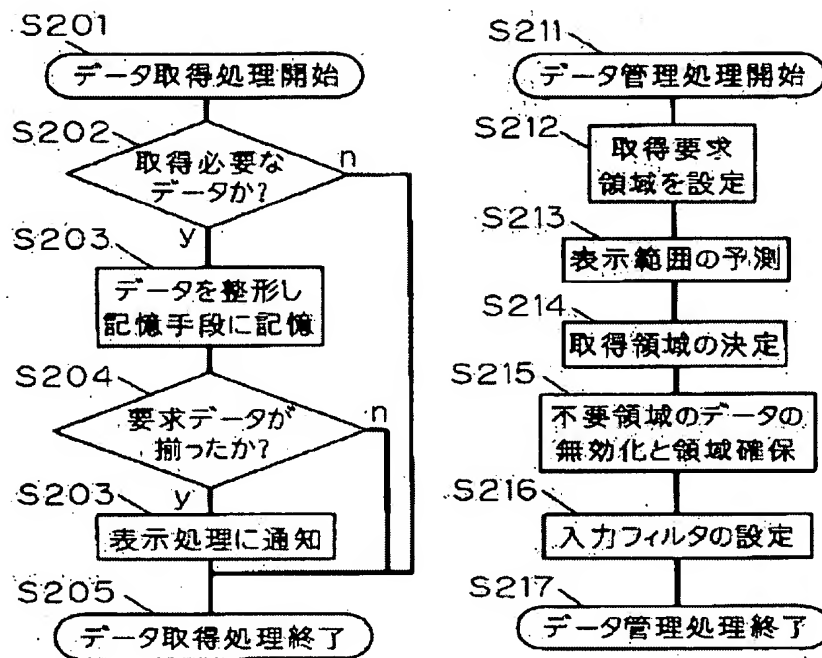 S201
データ取得処理開始
S202
取得必要な
データか?
n
y
S203
データを整形し
記憶手段に記憶
S204
要求データが
揃ったか?
n
y
S203
表示処理に通知
S205
データ取得処理終了
S211
データ管理処理開始
S212
取得要求
領域を設定
S213
表示範囲の予測
S214
取得領域の決定
S215
不要領域のデータの
無効化と領域確保
S216
入力フィルタの設定
S217
データ管理処理終了